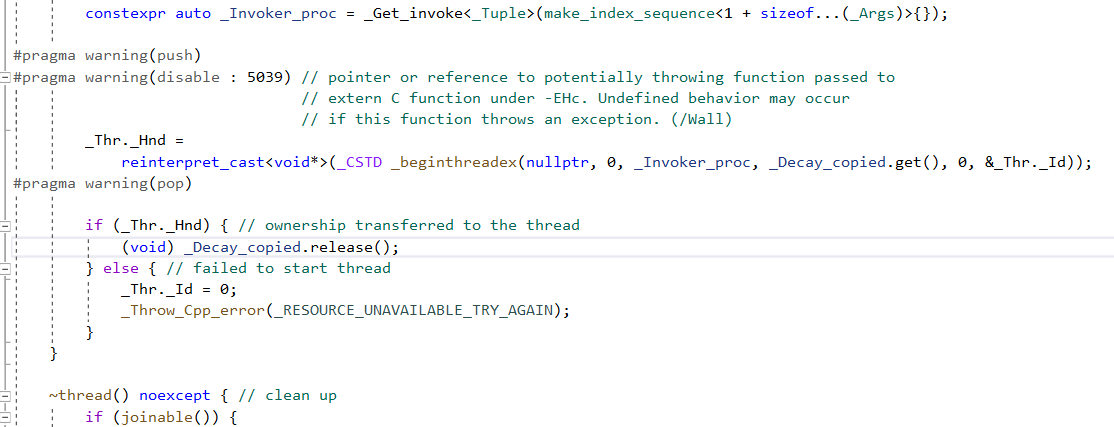 constexpr auto _Invoker_proc = _Get_invoke<_Tuple>(make_index_sequence<1 + sizeof...(_Args)>{});
#pragma warning(push)
#pragma warning(disable : 5039) // pointer or reference to potentially throwing function passed to
// extern C function under -EHc. Undefined behavior may occur
// if this function throws an exception. (/Wall)
_Thr._Hnd =
reinterpret_cast<void*>(_CSTD _beginthreadex(nullptr, 0, _Invoker_proc, _Decay_copied.get(), 0, &_Thr._Id));
#pragma warning(pop)
if (_Thr._Hnd) { // ownership transferred to the thread
(void) _Decay_copied.release();
} else { // failed to start thread
_Thr._Id = 0;
_Throw_Cpp_error(_RESOURCE_UNAVAILABLE_TRY_AGAIN);
}
}
~thread() noexcept { // clean up
if (joinable()) {